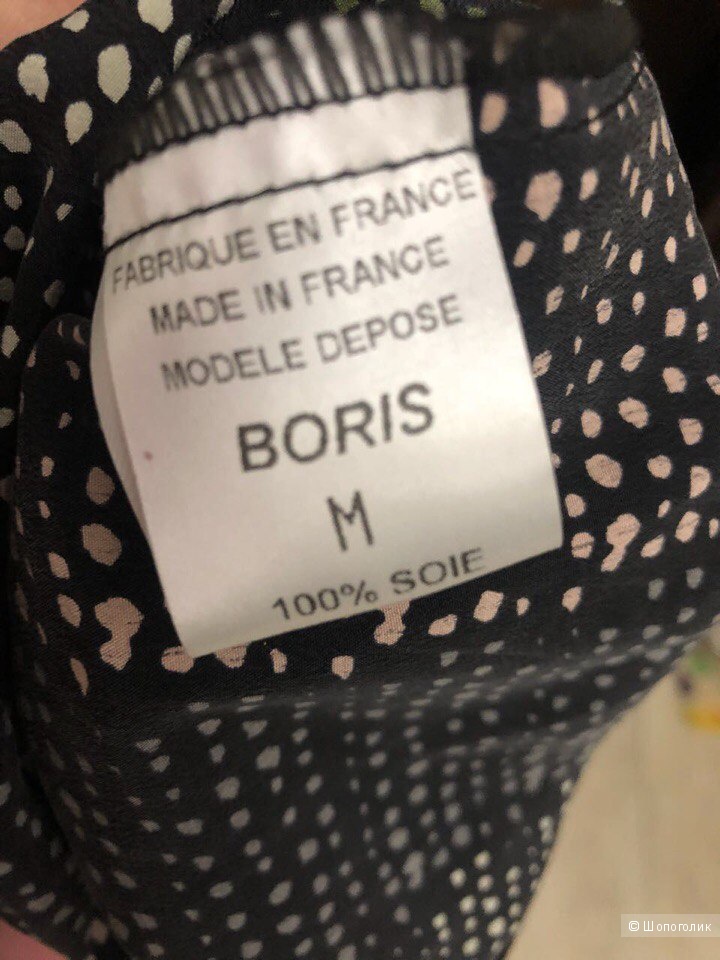 FABRIQUE EN FRANCE
MADE IN FRANCE
MODELE DEPOSE
BORIS
M
100% SOIE
© Шопоголик